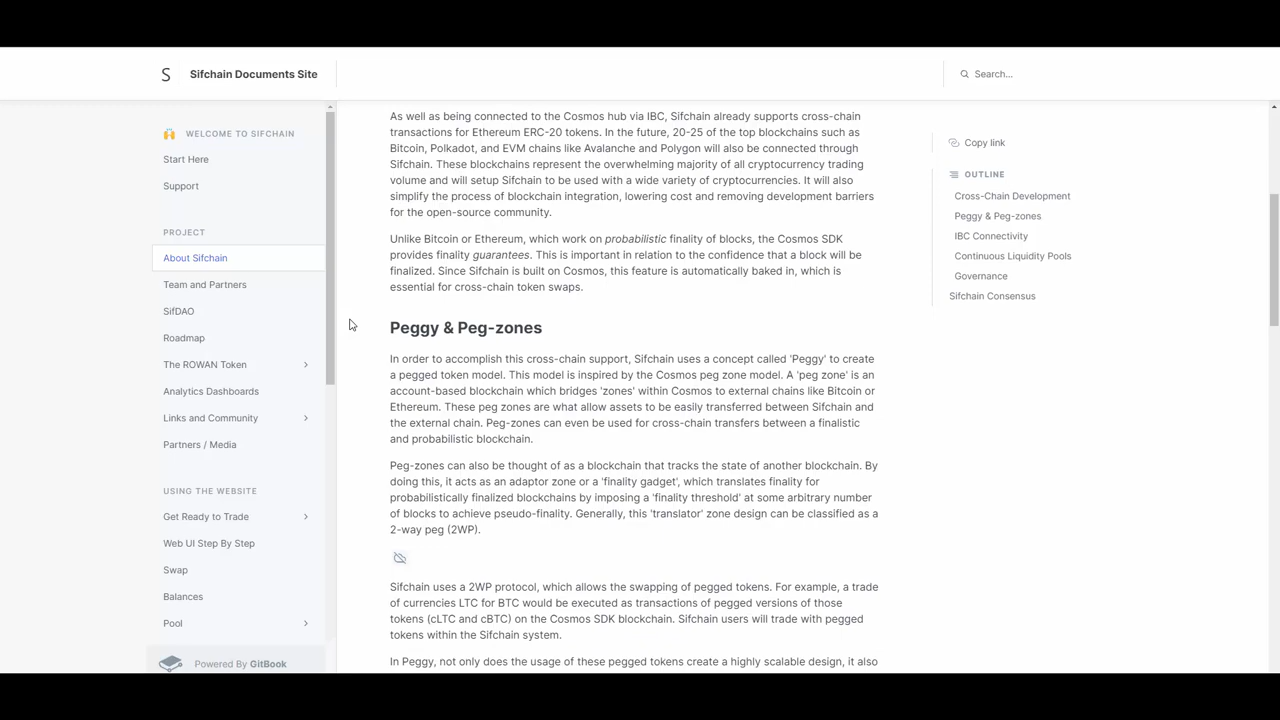 S
Sifchain Documents Site
Search...
WELCOME TO SIFCHAIN
Start Here
Support
PROJECT
About Sifchain
Team and Partners
SifDAO
Roadmap
The ROWAN Token
Analytics Dashboards
Links and Community
Partners / Media
USING THE WEBSITE
Get Ready to Trade
Web UI Step By Step
Swap
Balances
Pool
Powered By GitBook
As well as being connected to the Cosmos hub via IBC, Sifchain already supports cross-chain
transactions for Ethereum ERC-20 tokens. In the future, 20-25 of the top blockchains such as
Bitcoin, Polkadot, and EVM chains like Avalanche and Polygon will also be connected through
Sifchain. These blockchains represent the overwhelming majority of all cryptocurrency trading
volume and will setup Sifchain to be used with a wide variety of cryptocurrencies. It will also
simplify the process of blockchain integration, lowering cost and removing development barriers
for the open-source community.
Unlike Bitcoin or Ethereum, which work on probabilistic finality of blocks, the Cosmos SDK
provides finality guarantees. This is important in relation to the confidence that a block will be
finalized. Since Sifchain is built on Cosmos, this feature is automatically baked in, which is
essential for cross-chain token swaps.
Peggy & Peg-zones
In order to accomplish this cross-chain support, Sifchain uses a concept called 'Peggy' to create
a pegged token model. This model is inspired by the Cosmos peg zone model. A 'peg zone' is an
account-based blockchain which bridges 'zones' within Cosmos to external chains like Bitcoin or
Ethereum. These peg zones are what allow assets to be easily transferred between Sifchain and
the external chain. Peg-zones can even be used for cross-chain transfers between a finalistic
and probabilistic blockchain.
Peg-zones can also be thought of as a blockchain that tracks the state of another blockchain. By
doing this, it acts as an adaptor zone or a 'finality gadget', which translates finality for
probabilistically finalized blockchains by imposing a 'finality threshold' at some arbitrary number
of blocks to achieve pseudo-finality. Generally, this 'translator' zone design can be classified as a
2-way peg (2WP).
Sifchain uses a 2WP protocol, which allows the swapping of pegged tokens. For example, a trade
of currencies LTC for BTC would be executed as transactions of pegged versions of those
tokens (cLTC and cBTC) on the Cosmos SDK blockchain. Sifchain users will trade with pegged
tokens within the Sifchain system.
In Peggy, not only does the usage of these pegged tokens create a highly scalable design, it also
Copy link
OUTLINE
Cross-Chain Development
Peggy & Peg-zones
IBC Connectivity
Continuous Liquidity Pools
Governance
Sifchain Consensus